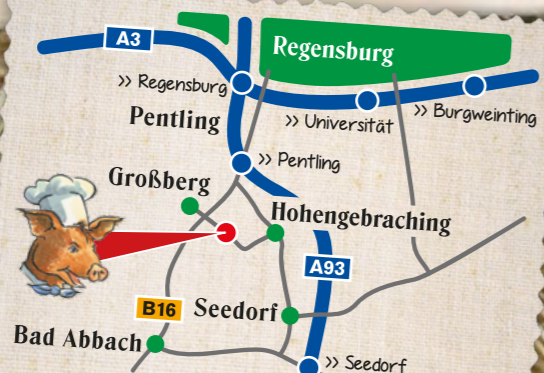 A3
Regensburg
>> Regensburg
>> Burgweinting
Pentling
>> Universität
>> Pentling
Großberg
Hohengebraching
A93
B16
Seedorf
Bad Abbach
>> Seedorf